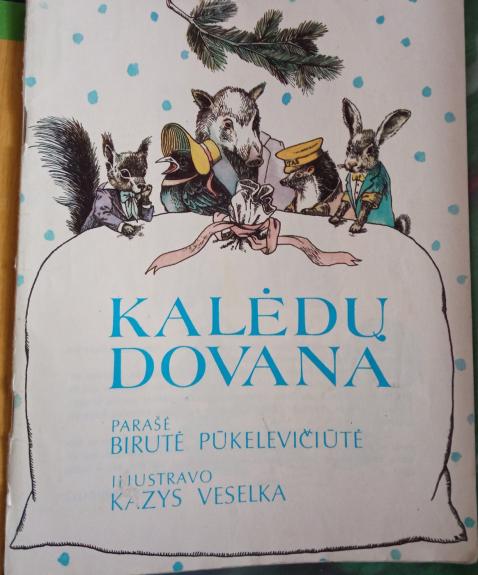 KALĖDŲ
DOVANA
PARAŠĖ
BIRUTĖ PŪKELEVIČIŪTĖ
ILIUSTRAVO
KAZYS VESELKA